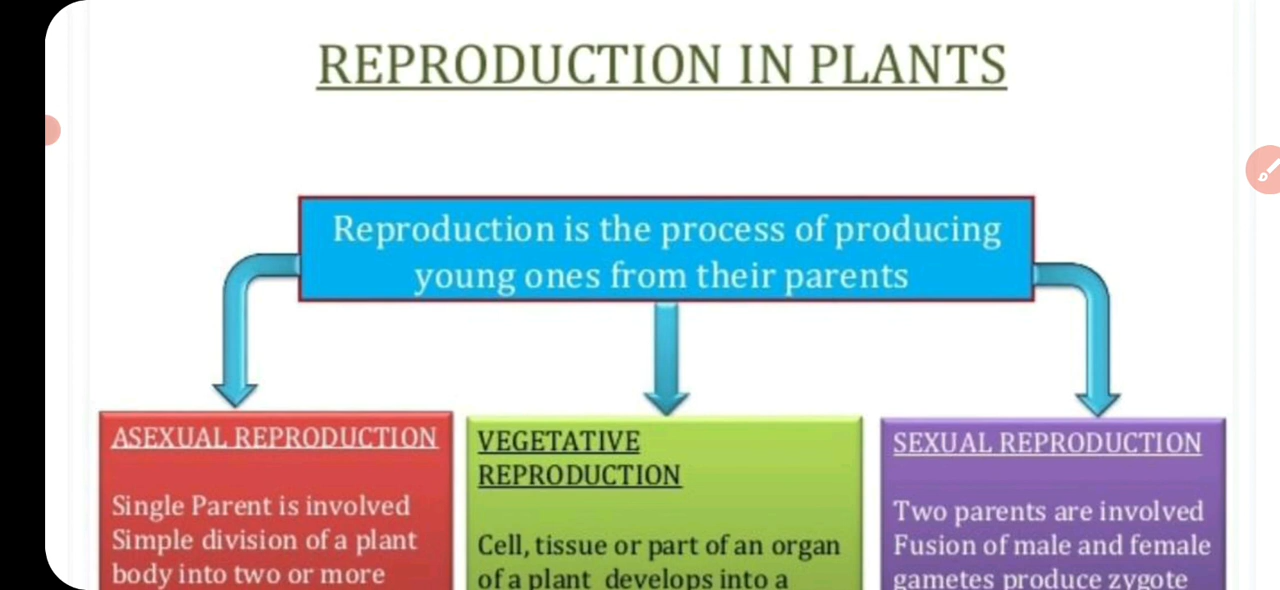 REPRODUCTION IN PLANTS
Reproduction is the process of producing
young ones from their parents
ASEXUAL REPRODUCTION
Single Parent is involved
Simple division of a plant
body into two or more
VEGETATIVE
REPRODUCTION
Cell, tissue or part of an organ
of a plant develops into a
SEXUAL REPRODUCTION
Two parents are involved
Fusion of male and female
gametes produce zygote